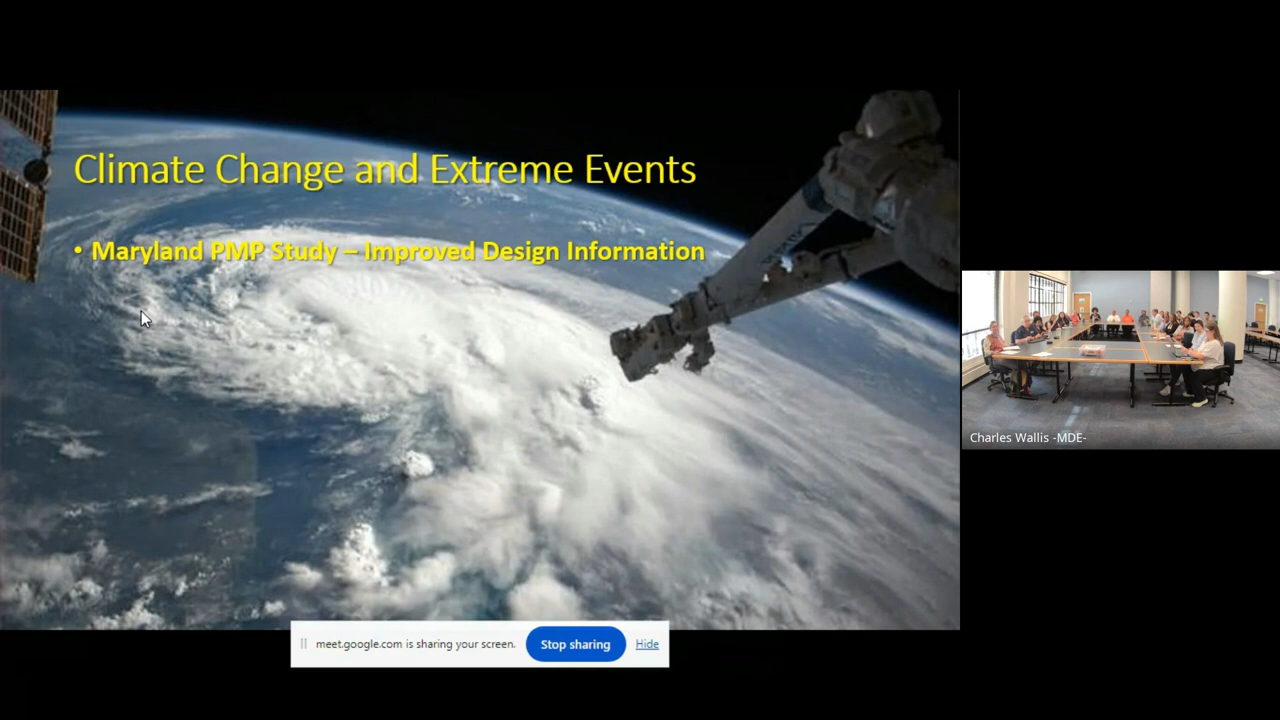 Climate Change and Extreme Events
• Maryland PMP Study – Improved Design Information
meet.google.com is sharing your screen.
Stop sharing
Hide
Charles Wallis -MDE-